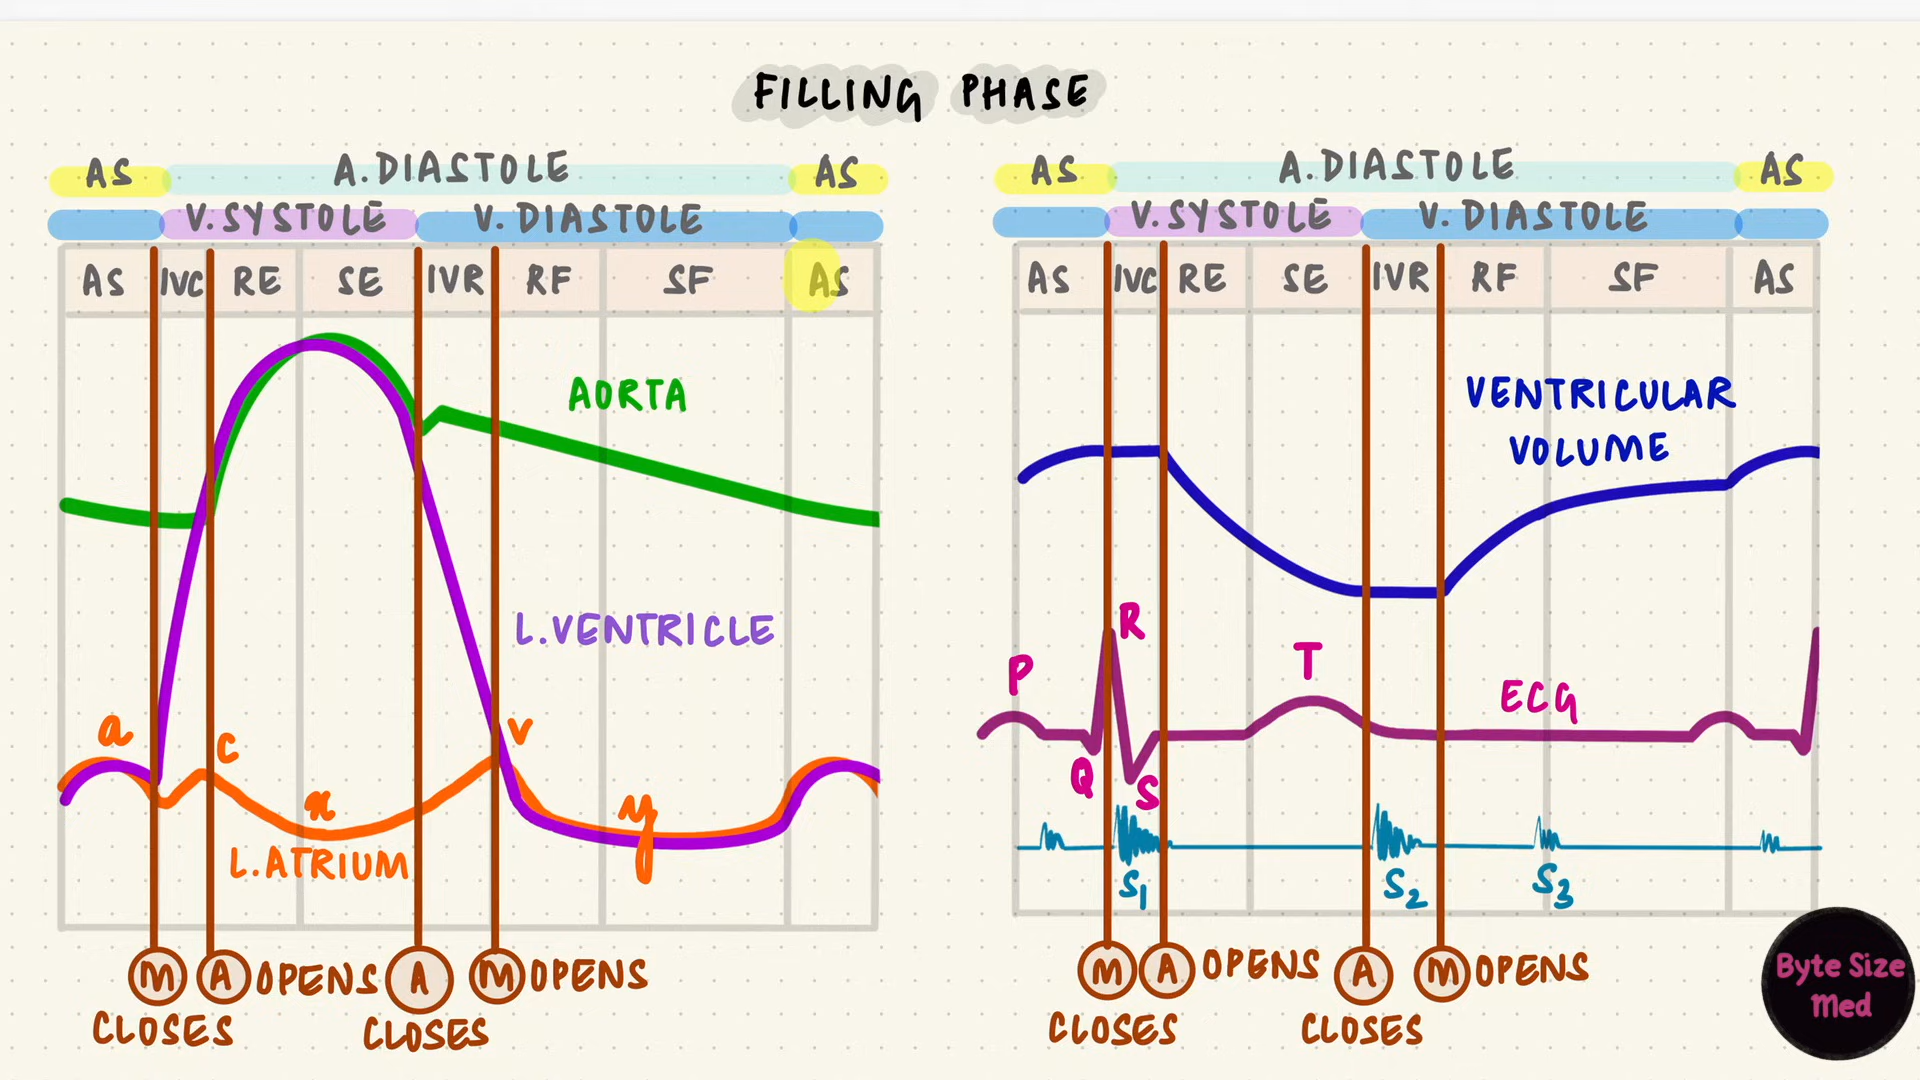 FILLING PHASE
AS A.DIASTOLE AS
V.SYSTOLE V.DIASTOLE
AS IVC RE SE IVR RF SF AS
AORTA
L.VENTRICLE
a c v
x y
L.ATRIUM
M A OPENS A M OPENS
CLOSES CLOSES
AS A.DIASTOLE AS
V.SYSTOLE V.DIASTOLE
AS IVC RE SE IVR RF SF AS
VENTRICULAR
VOLUME
R
P T ECG
Q S
S1 S2 S3
M A OPENS A M OPENS
CLOSES CLOSES
Byte Size
Med